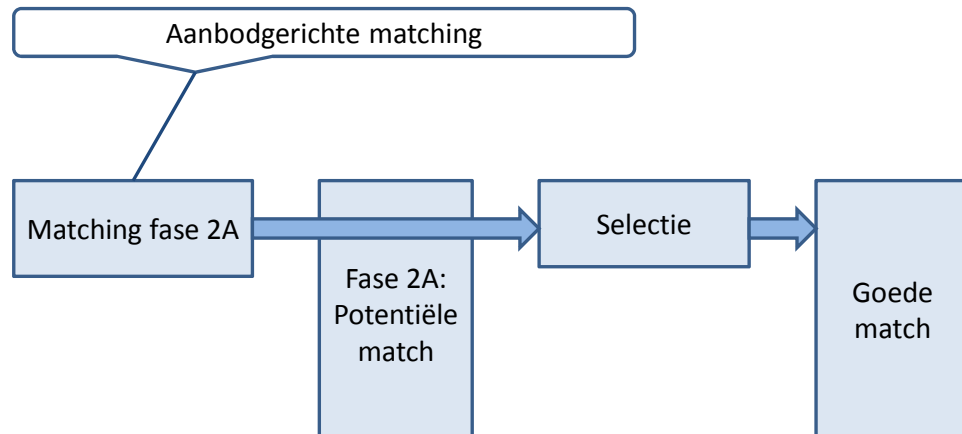 Aanbodgerichte matching
Matching fase 2A
Fase 2A:
Potentiële
match
Selectie
Goede
match